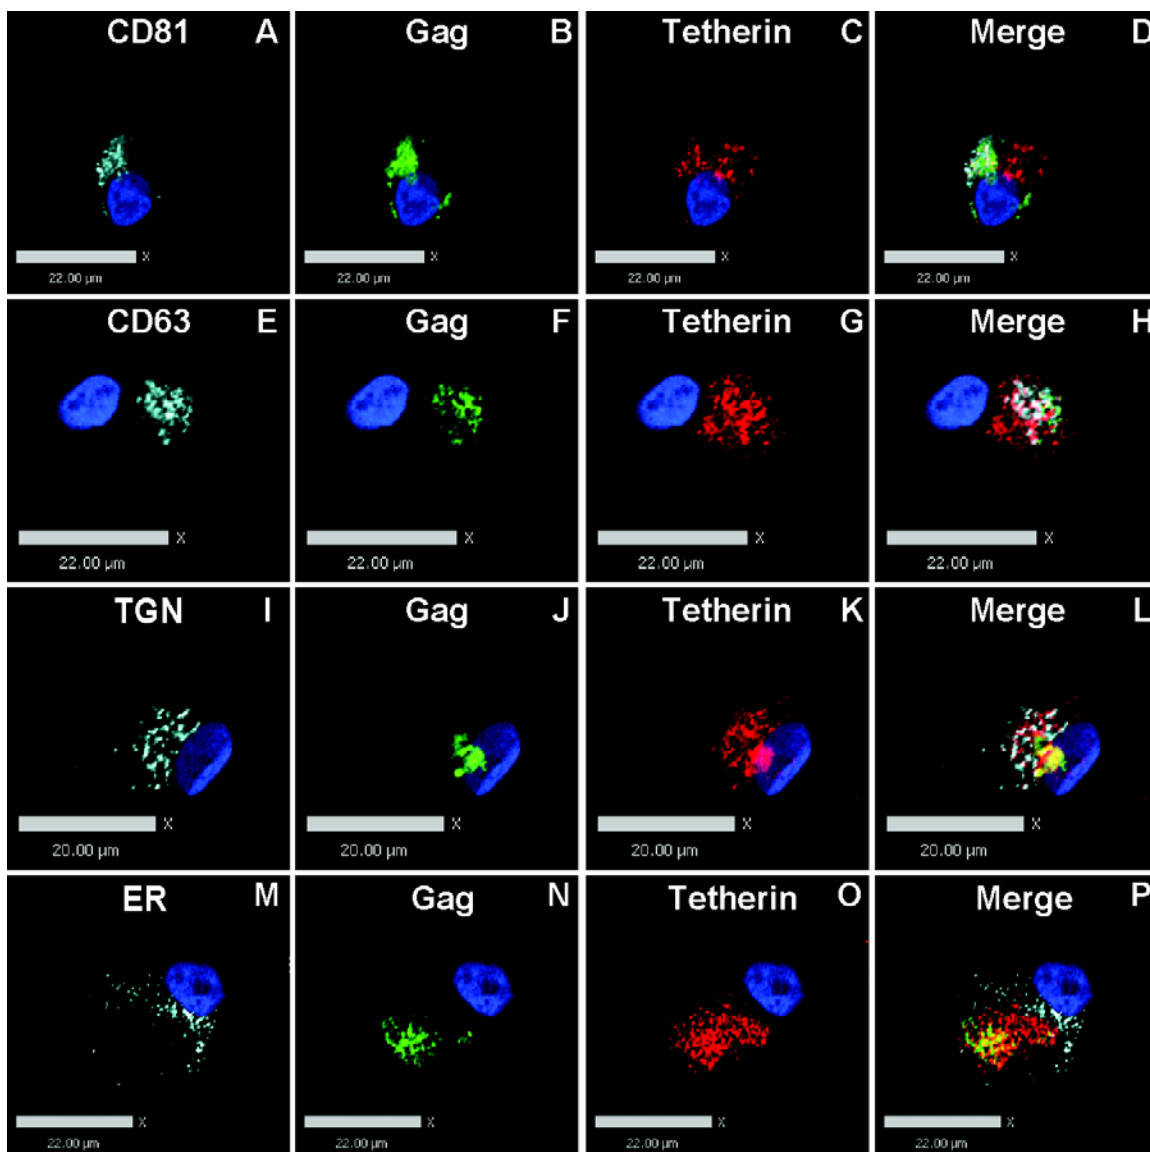 CD81 A Gag B Tetherin C Merge D
X X X X
22.00 µm 22.00 µm 22.00 µm 22.00 µm
CD63 E Gag F Tetherin G Merge H
X X X X
22.00 µm 22.00 µm 22.00 µm 22.00 µm
TGN I Gag J Tetherin K Merge L
X X X X
20.00 µm 20.00 µm 20.00 µm 20.00 µm
ER M Gag N Tetherin O Merge P
X X X X
22.00 µm 22.00 µm 22.00 µm 22.00 µm